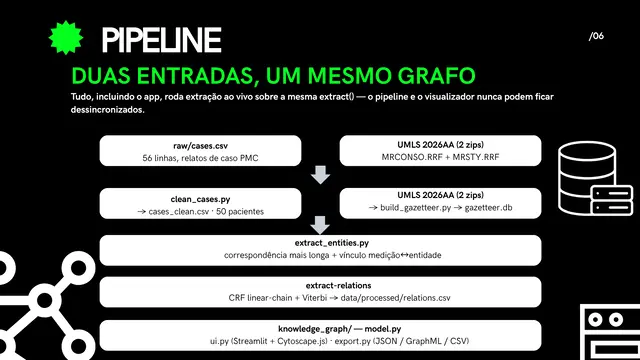 PIPELINE
/06
DUAS ENTRADAS, UM MESMO GRAFO
Tudo, incluindo o app, roda extração ao vivo sobre a mesma extract() — o pipeline e o visualizador nunca podem ficar
dessincronizados.
raw/cases.csv
56 linhas, relatos de caso PMC
UMLS 2026AA (2 zips)
MRCONSO.RRF + MRSTY.RRF
clean_cases.py
→ cases_clean.csv · 50 pacientes
UMLS 2026AA (2 zips)
→ build_gazetteer.py → gazetteer.db
extract_entities.py
correspondência mais longa + vínculo medição↔entidade
extract-relations
CRF linear-chain + Viterbi → data/processed/relations.csv
knowledge_graph/ — model.py
ui.py (Streamlit + Cytoscape.js) · export.py (JSON / GraphML / CSV)